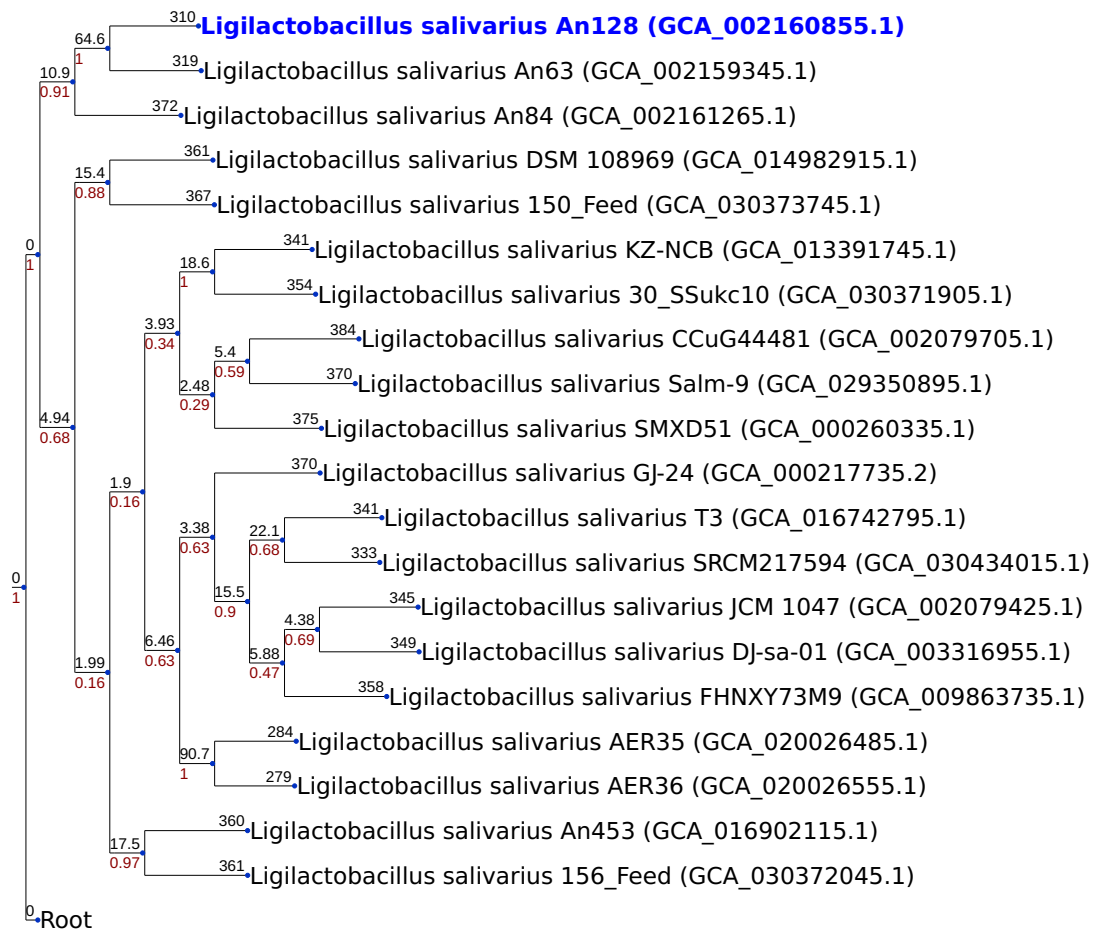 310 Ligilactobacillus salivarius An128 (GCA_002160855.1)
64.6
1
319 Ligilactobacillus salivarius An63 (GCA_002159345.1)
10.9
0.91
372 Ligilactobacillus salivarius An84 (GCA_002161265.1)
361 Ligilactobacillus salivarius DSM 108969 (GCA_014982915.1)
15.4
0.88
367 Ligilactobacillus salivarius 150_Feed (GCA_030373745.1)
0
1
341 Ligilactobacillus salivarius KZ-NCB (GCA_013391745.1)
18.6
1
354 Ligilactobacillus salivarius 30_SSukc10 (GCA_030371905.1)
3.93
0.34
384 Ligilactobacillus salivarius CCuG44481 (GCA_002079705.1)
5.4
0.59
370 Ligilactobacillus salivarius Salm-9 (GCA_029350895.1)
2.48
0.29
4.94
0.68
375 Ligilactobacillus salivarius SMXD51 (GCA_000260335.1)
370 Ligilactobacillus salivarius GJ-24 (GCA_000217735.2)
1.9
0.16
341 Ligilactobacillus salivarius T3 (GCA_016742795.1)
3.38
0.63
22.1
0.68
333 Ligilactobacillus salivarius SRCM217594 (GCA_030434015.1)
0
1
15.5
0.9
345 Ligilactobacillus salivarius JCM 1047 (GCA_002079425.1)
4.38
0.69
6.46
0.63
349 Ligilactobacillus salivarius DJ-sa-01 (GCA_003316955.1)
1.99
0.16
5.88
0.47
358 Ligilactobacillus salivarius FHNXY73M9 (GCA_009863735.1)
284 Ligilactobacillus salivarius AER35 (GCA_020026485.1)
90.7
1
279 Ligilactobacillus salivarius AER36 (GCA_020026555.1)
360 Ligilactobacillus salivarius An453 (GCA_016902115.1)
17.5
0.97
361 Ligilactobacillus salivarius 156_Feed (GCA_030372045.1)
0 Root